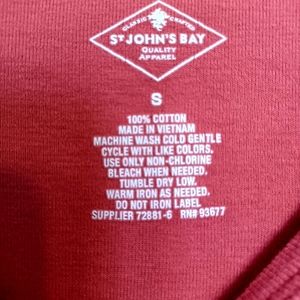 CLASSIC CRAFTED
ST JOHN'S BAY
QUALITY
APPAREL
S
100% COTTON
MADE IN VIETNAM
MACHINE WASH COLD GENTLE
CYCLE WITH LIKE COLORS.
USE ONLY NON-CHLORINE
BLEACH WHEN NEEDED.
TUMBLE DRY LOW.
WARM IRON AS NEEDED.
DO NOT IRON LABEL
SUPPLIER 72881-6 RN# 93677